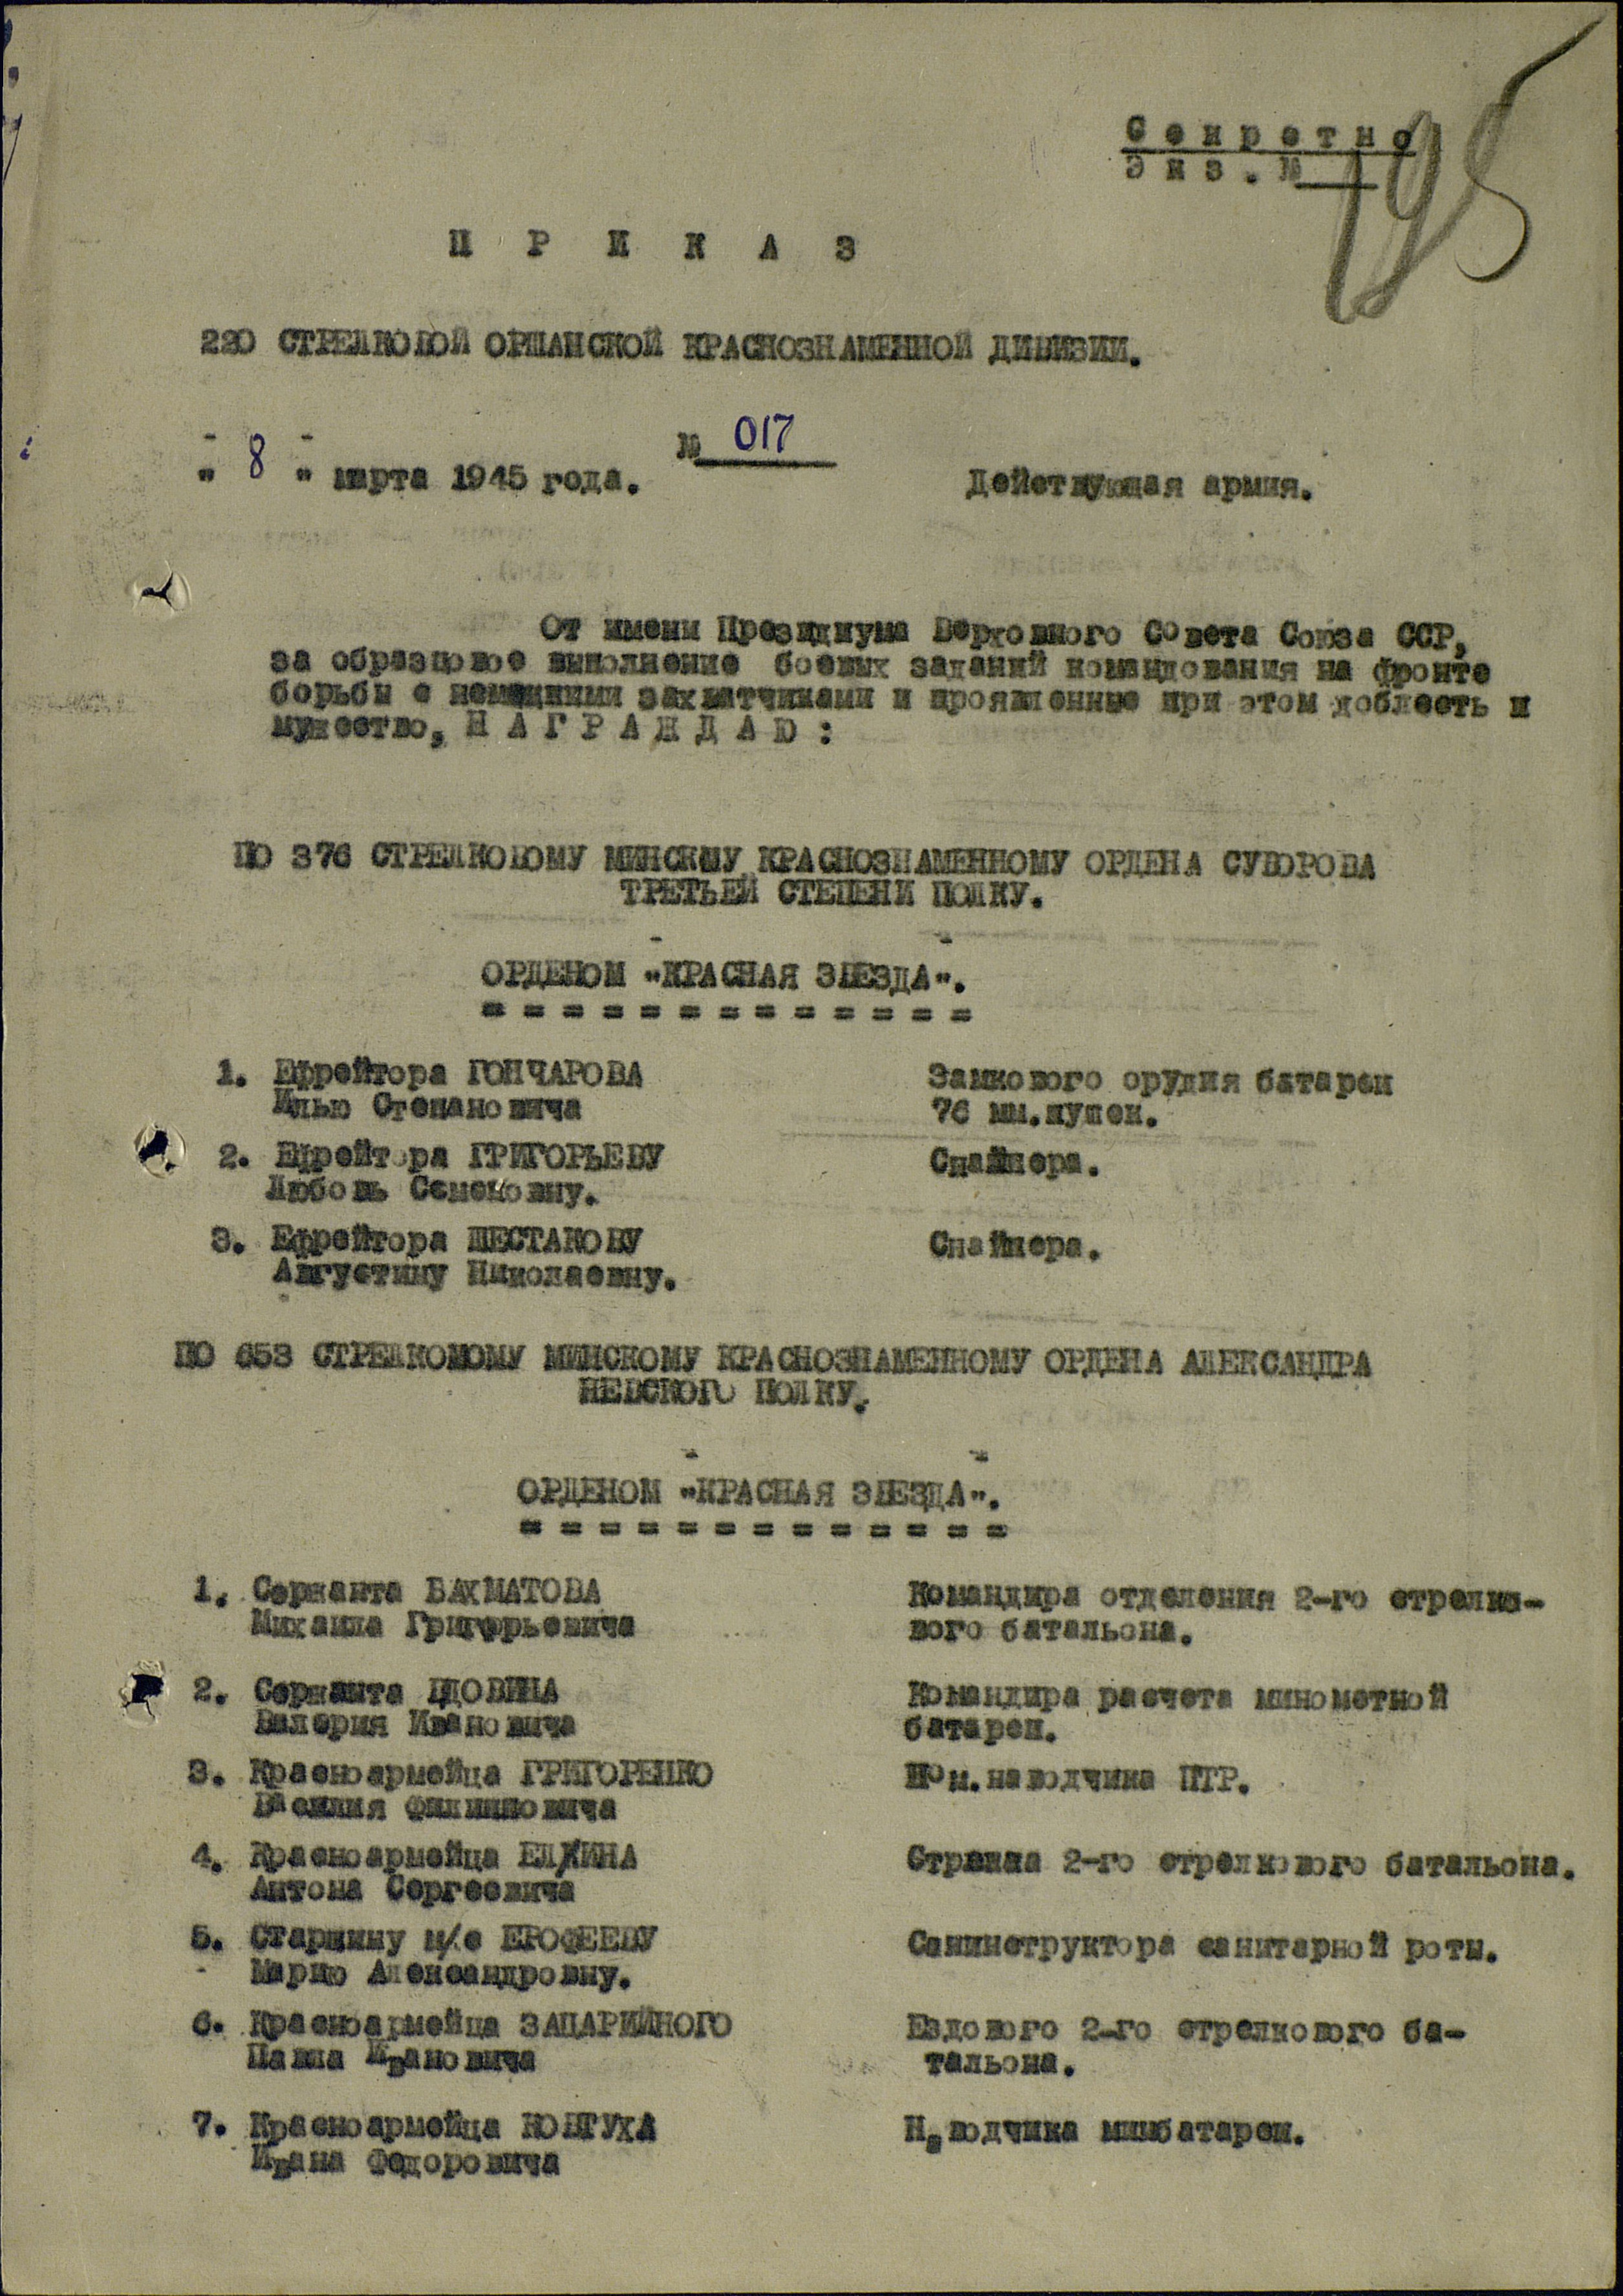 Секретно
Экз.№
195
ПРИКАЗ
220 СТРЕЛКОВОЙ ОРШАНСКОЙ КРАСНОЗНАМЕННОЙ ДИВИЗИИ.
"8" марта 1945 года. № 017 Действующая армия.
От имени Президиума Верховного Совета Союза ССР,
за образцовое выполнение боевых заданий командования на фронте
борьбы с немецкими захватчиками и проявленные при этом доблесть и
мужество, НАГРАЖДАЮ:
ПО 376 СТРЕЛКОВОМУ МИНСКОМУ КРАСНОЗНАМЕННОМУ ОРДЕНА СУВОРОВА
ТРЕТЬЕЙ СТЕПЕНИ ПОЛКУ.
ОРДЕНОМ "КРАСНАЯ ЗВЕЗДА".
1. Ефрейтора ГОНЧАРОВА Замкового орудия батареи
Илью Степановича 76 мм.пушек.
2. Ефрейтора ГРИГОРЬЕВУ Снайпера.
Любовь Семеновну.
3. Ефрейтора ШЕСТАКОВУ Снайпера.
Августину Николаевну.
ПО 653 СТРЕЛКОВОМУ МИНСКОМУ КРАСНОЗНАМЕННОМУ ОРДЕНА АЛЕКСАНДРА
НЕВСКОГО ПОЛКУ.
ОРДЕНОМ "КРАСНАЯ ЗВЕЗДА".
1. Сержанта БАХМАТОВА Командира отделения 2-го стрелко-
Михаила Григорьевича вого батальона.
2. Сержанта ВДОВИНА Командира расчета минометной
Валерия Ивановича батареи.
3. Красноармейца ГРИГОРЕНКО Пом.наводчика ПТР.
Василия Филипповича
4. Красноармейца ЕЛКИНА Стрелка 2-го стрелкового батальона.
Антона Сергеевича
5. Старшину м/с ЕРОФЕЕВУ Санинструктора санитарной роты.
Марию Александровну.
6. Красноармейца ЗАЦАРИЙНОГО Ездового 2-го стрелкового ба-
Павла Ивановича тальона.
7. Красноармейца КОВТУХА Наводчика минбатареи.
Ивана Федоровича